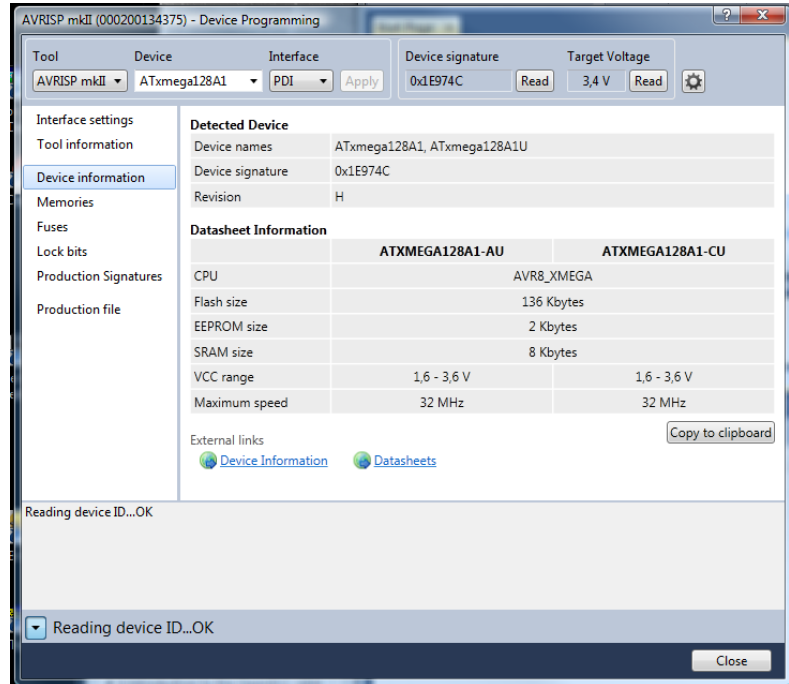 AVRISP mkII (000200134375) - Device Programming
Tool Device Interface Device signature Target Voltage
AVRISP mkII ATxmega128A1 PDI Apply 0x1E974C Read 3,4 V Read
Interface settings
Tool information
Device information
Memories
Fuses
Lock bits
Production Signatures
Production file
Detected Device
Device names ATxmega128A1, ATxmega128A1U
Device signature 0x1E974C
Revision H
Datasheet Information
ATXMEGA128A1-AU ATXMEGA128A1-CU
CPU AVR8_XMEGA
Flash size 136 Kbytes
EEPROM size 2 Kbytes
SRAM size 8 Kbytes
VCC range 1,6 - 3,6 V 1,6 - 3,6 V
Maximum speed 32 MHz 32 MHz
Copy to clipboard
External links
Device Information Datasheets
Reading device ID...OK
Reading device ID...OK
Close